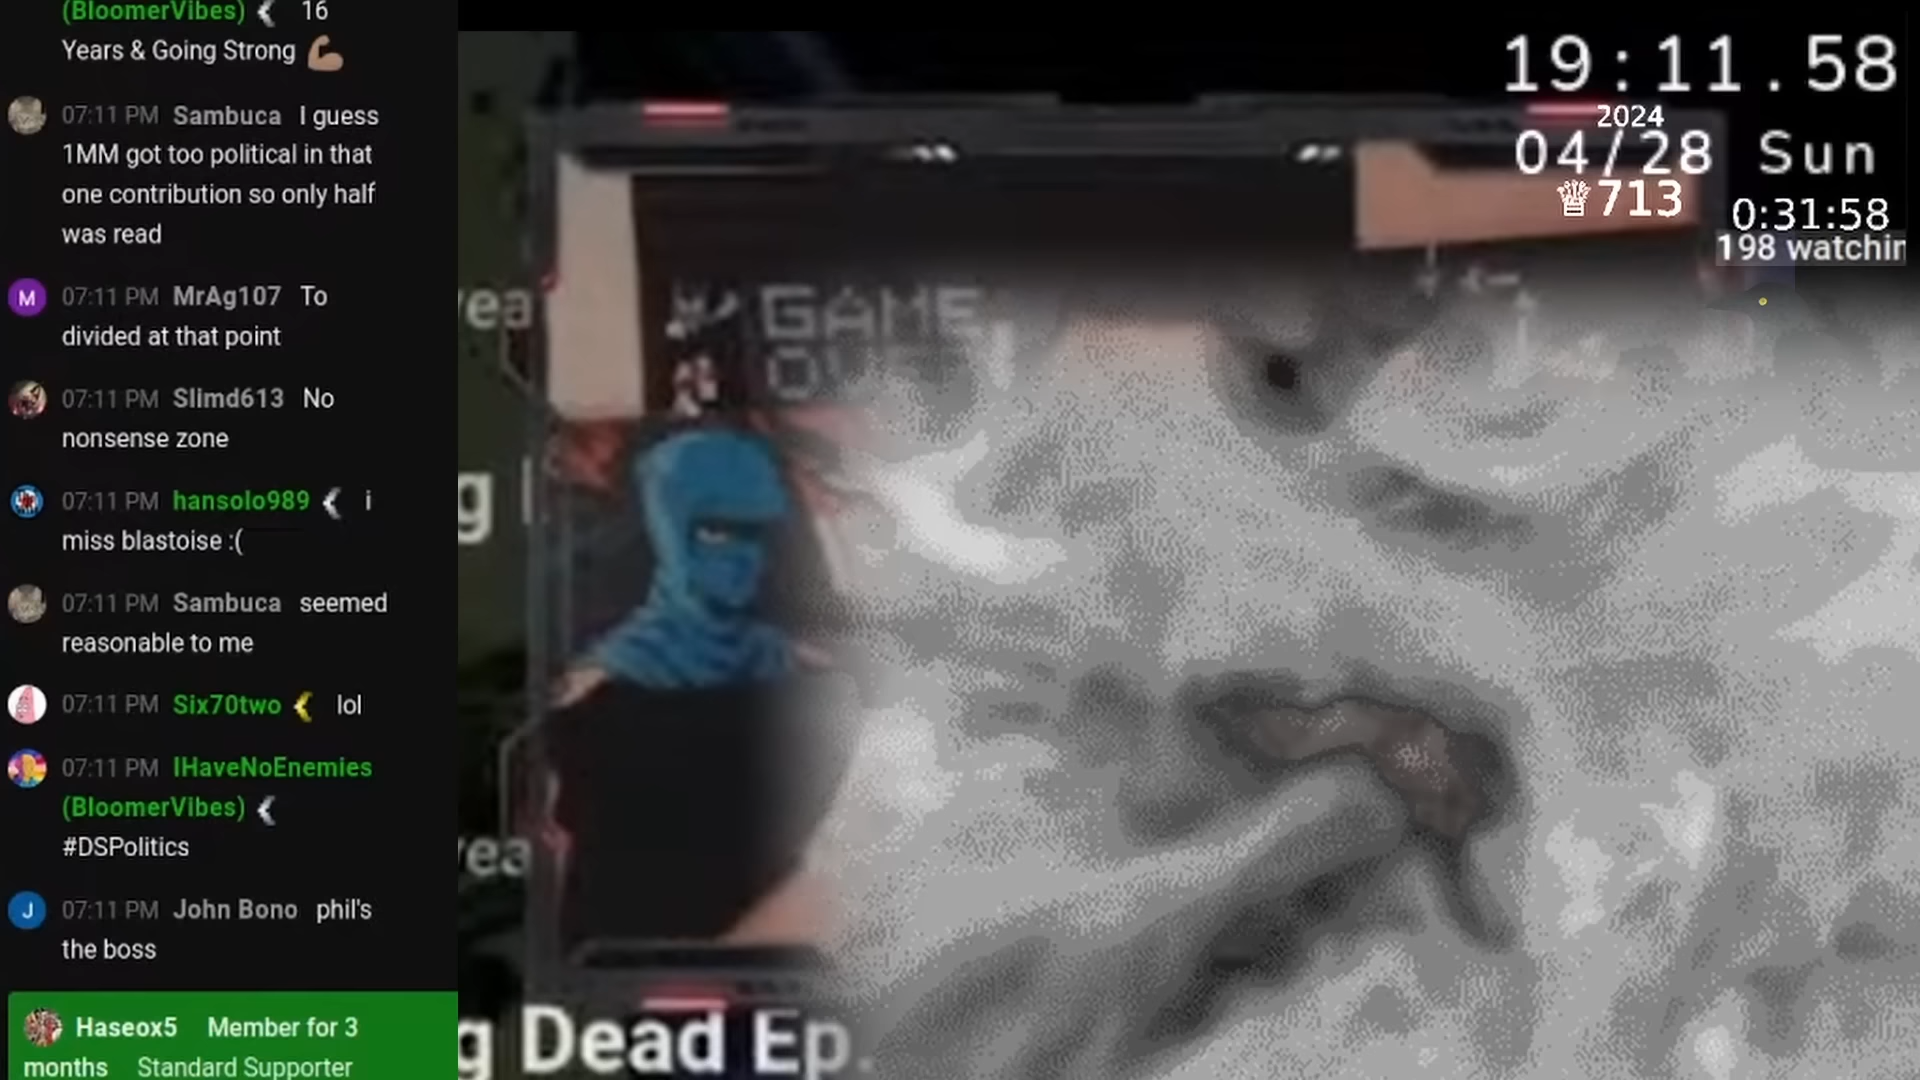 (BloomerVibes) 16
Years & Going Strong
07:11 PM Sambuca I guess
1MM got too political in that
one contribution so only half
was read
07:11 PM MrAg107 To
divided at that point
07:11 PM Slimd613 No
nonsense zone
07:11 PM hansolo989 i
miss blastoise :(
07:11 PM Sambuca seemed
reasonable to me
07:11 PM Six70two lol
07:11 PM IHaveNoEnemies
(BloomerVibes)
#DSPolitics
M
J
07:11 PM John Bono phil's
the boss
Haseox5 Member for 3
months Standard Supporter
19:11.58
2024
04/28 Sun
♕713
0:31:58
198 watchin
GAME
yea
g
yea
g Dead Ep.